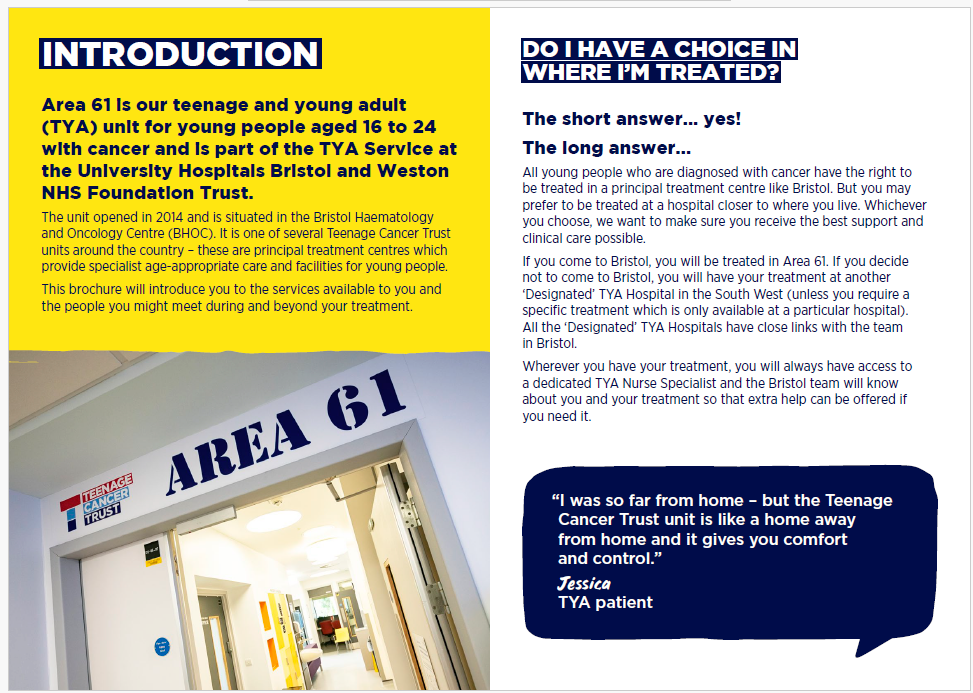 INTRODUCTION
Area 61 is our teenage and young adult
(TYA) unit for young people aged 16 to 24
with cancer and is part of the TYA Service at
the University Hospitals Bristol and Weston
NHS Foundation Trust.
The unit opened in 2014 and is situated in the Bristol Haematology
and Oncology Centre (BHOC). It is one of several Teenage Cancer Trust
units around the country – these are principal treatment centres which
provide specialist age-appropriate care and facilities for young people.
This brochure will introduce you to the services available to you and
the people you might meet during and beyond your treatment.
AREA 61
TEENAGE
CANCER
TRUST
DO I HAVE A CHOICE IN
WHERE I'M TREATED?
The short answer... yes!
The long answer...
All young people who are diagnosed with cancer have the right to
be treated in a principal treatment centre like Bristol. But you may
prefer to be treated at a hospital closer to where you live. Whichever
you choose, we want to make sure you receive the best support and
clinical care possible.
If you come to Bristol, you will be treated in Area 61. If you decide
not to come to Bristol, you will have your treatment at another
‘Designated’ TYA Hospital in the South West (unless you require a
specific treatment which is only available at a particular hospital).
All the ‘Designated’ TYA Hospitals have close links with the team
in Bristol.
Wherever you have your treatment, you will always have access to
a dedicated TYA Nurse Specialist and the Bristol team will know
about you and your treatment so that extra help can be offered if
you need it.
“I was so far from home – but the Teenage
Cancer Trust unit is like a home away
from home and it gives you comfort
and control.”
Jessica
TYA patient